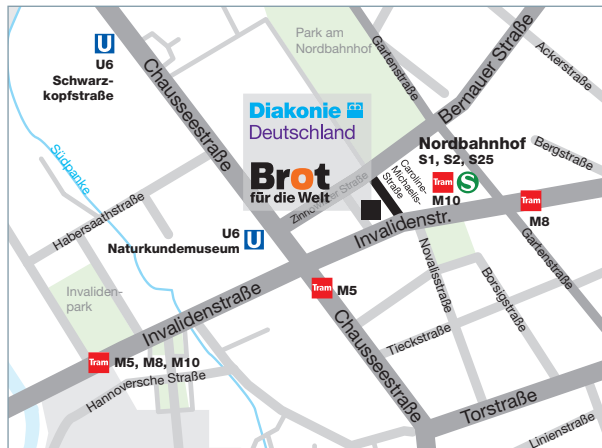 Park am
Nordbahnhof
Gartenstraße
Bernauer Straße
Ackerstraße
U
U6
Schwarz-
kopfstraße
Chausseestraße
Diakonie
Deutschland
Brot
für die Welt
Nordbahnhof
S1, S2, S25
Tram
S
M10
Bergstraße
Südpanke
Caroline-
Michaelis-
Straße
Zinnowitzer Straße
Tram
M8
Habersaathstraße
U6
Naturkundemuseum
U
Invalidenstr.
Gartenstraße
Novalisstraße
Borsigstraße
Invaliden-
park
Invalidenstraße
Tram
M5
Chausseestraße
Tieckstraße
Tram
M5, M8, M10
Hannoversche Straße
Torstraße
Linienstraße